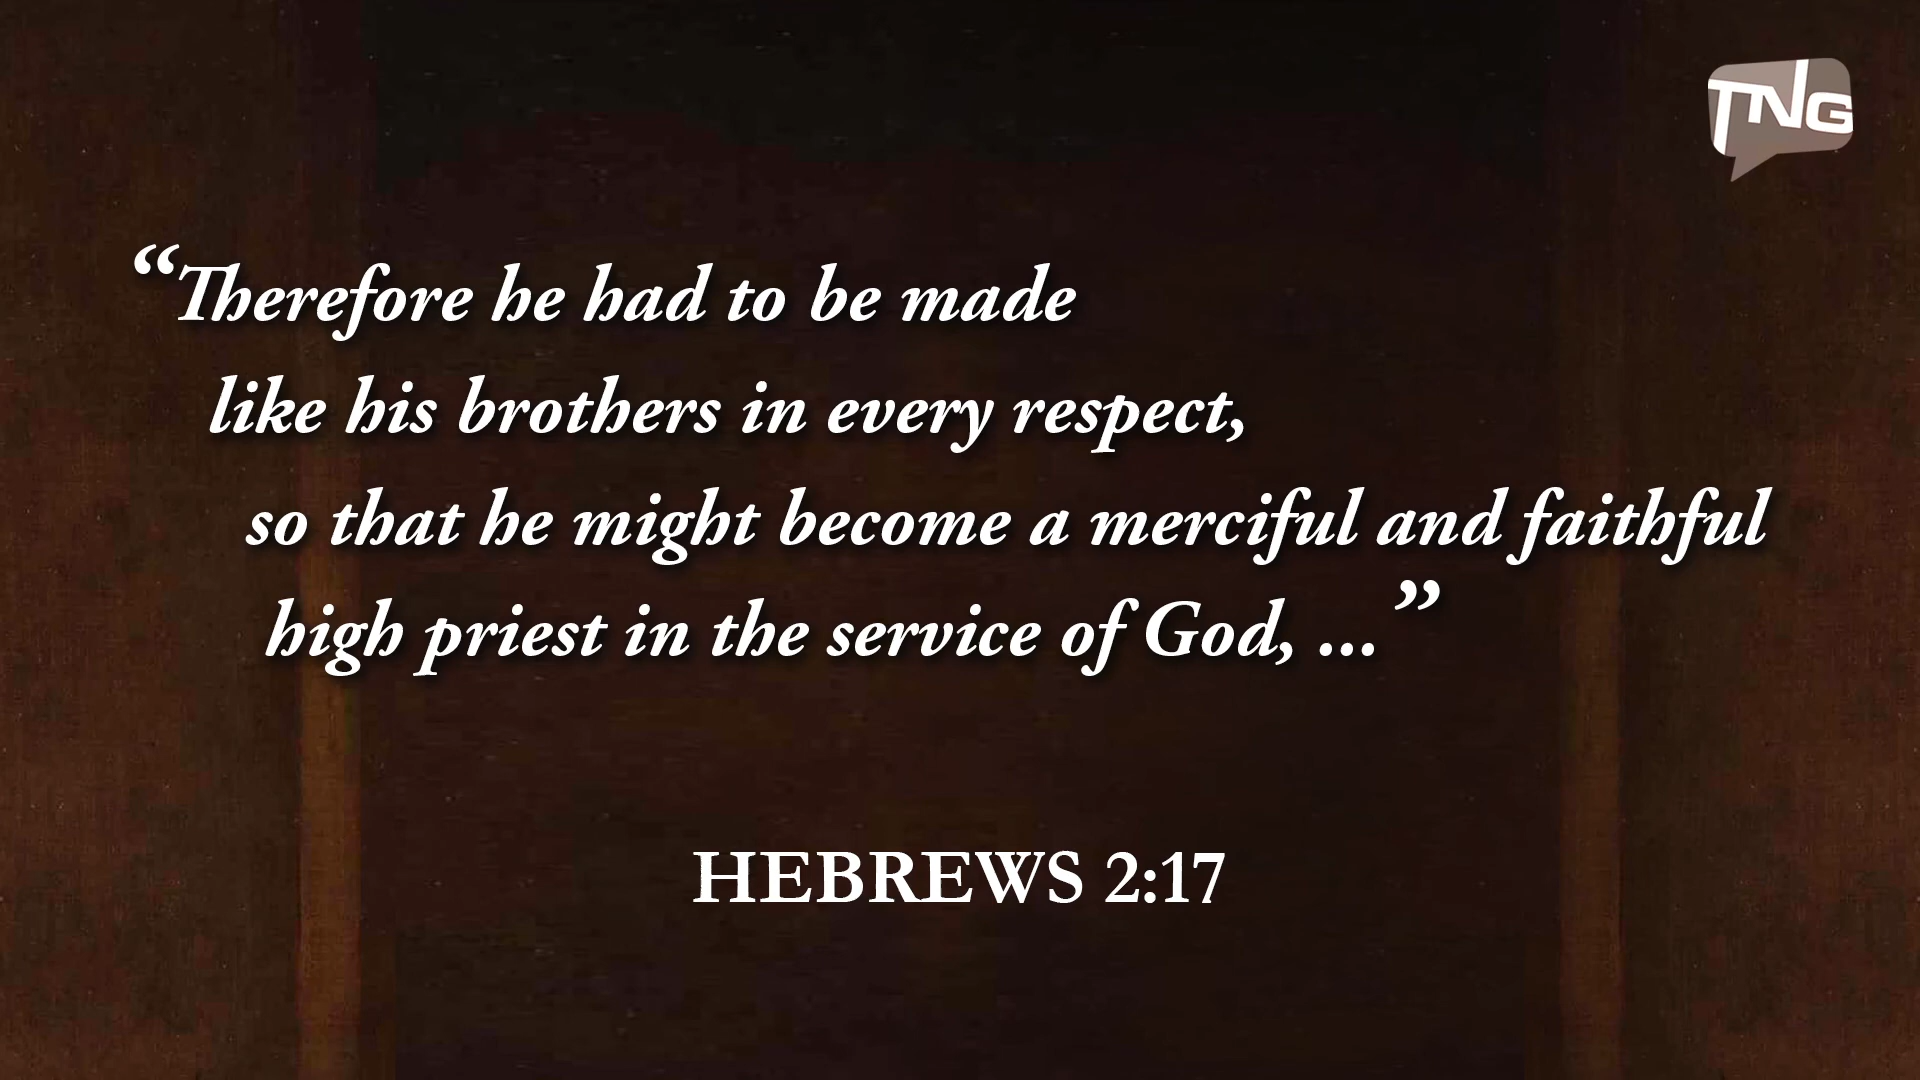 TNG
“Therefore he had to be made
like his brothers in every respect,
so that he might become a merciful and faithful
high priest in the service of God, ...”
HEBREWS 2:17